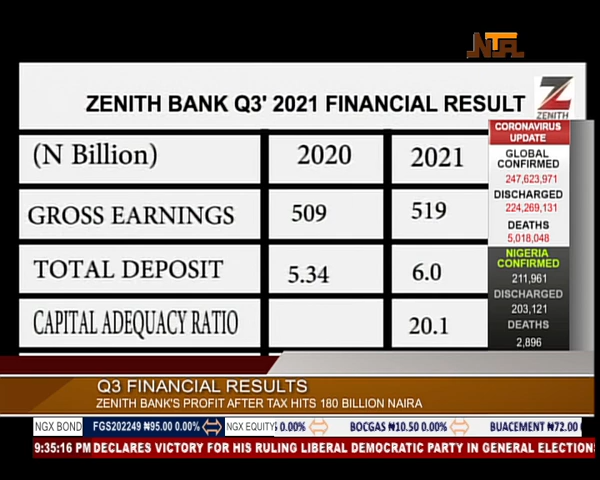 NTA
ZENITH BANK Q3' 2021 FINANCIAL RESULT
ZENITH
(N Billion) 2020 2021
GROSS EARNINGS 509 519
TOTAL DEPOSIT 5.34 6.0
CAPITAL ADEQUACY RATIO 20.1
CORONAVIRUS
UPDATE
GLOBAL
CONFIRMED
247,623,971
DISCHARGED
224,269,131
DEATHS
5,018,048
NIGERIA
CONFIRMED
211,961
DISCHARGED
203,121
DEATHS
2,896
Q3 FINANCIAL RESULTS
ZENITH BANK'S PROFIT AFTER TAX HITS 180 BILLION NAIRA
NGX BOND FGS202249 ₦95.00 0.00% NGX EQUITY 0.00% BOCGAS ₦10.50 0.00% BUACEMENT ₦72.00
9:35:16 PM DECLARES VICTORY FOR HIS RULING LIBERAL DEMOCRATIC PARTY IN GENERAL ELECTION